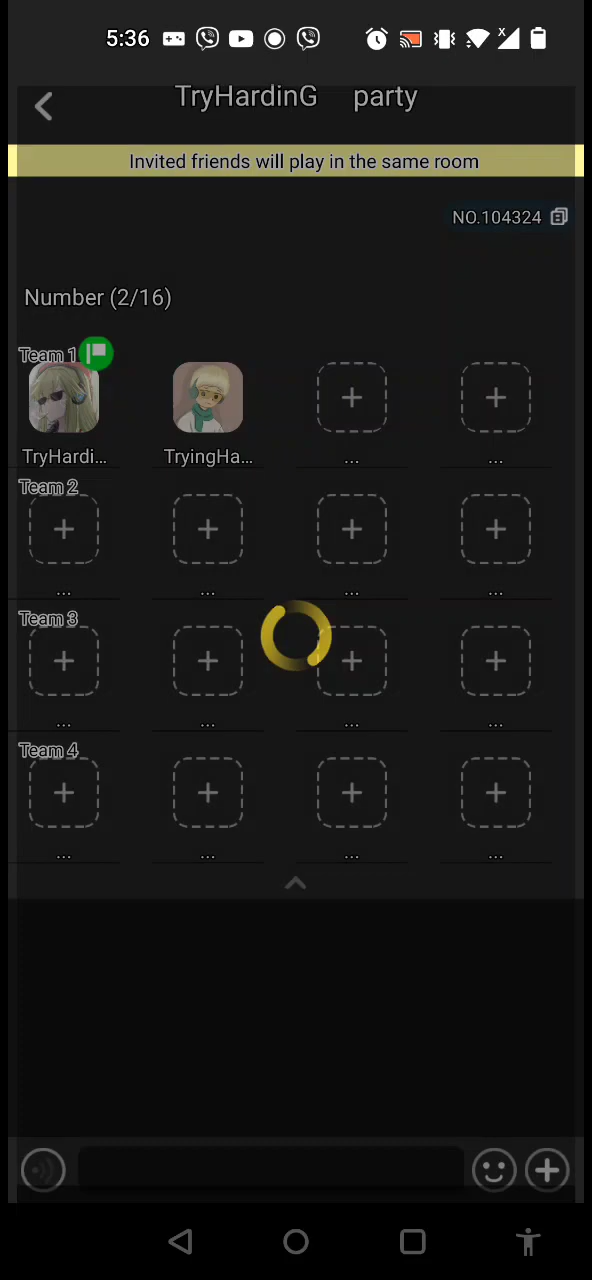 5:36
TryHardinG party
Invited friends will play in the same room
NO.104324
Number (2/16)
Team 1
TryHardi... TryingHa... ... ...
Team 2
... ... ... ...
Team 3
... ... ... ...
Team 4
... ... ... ...